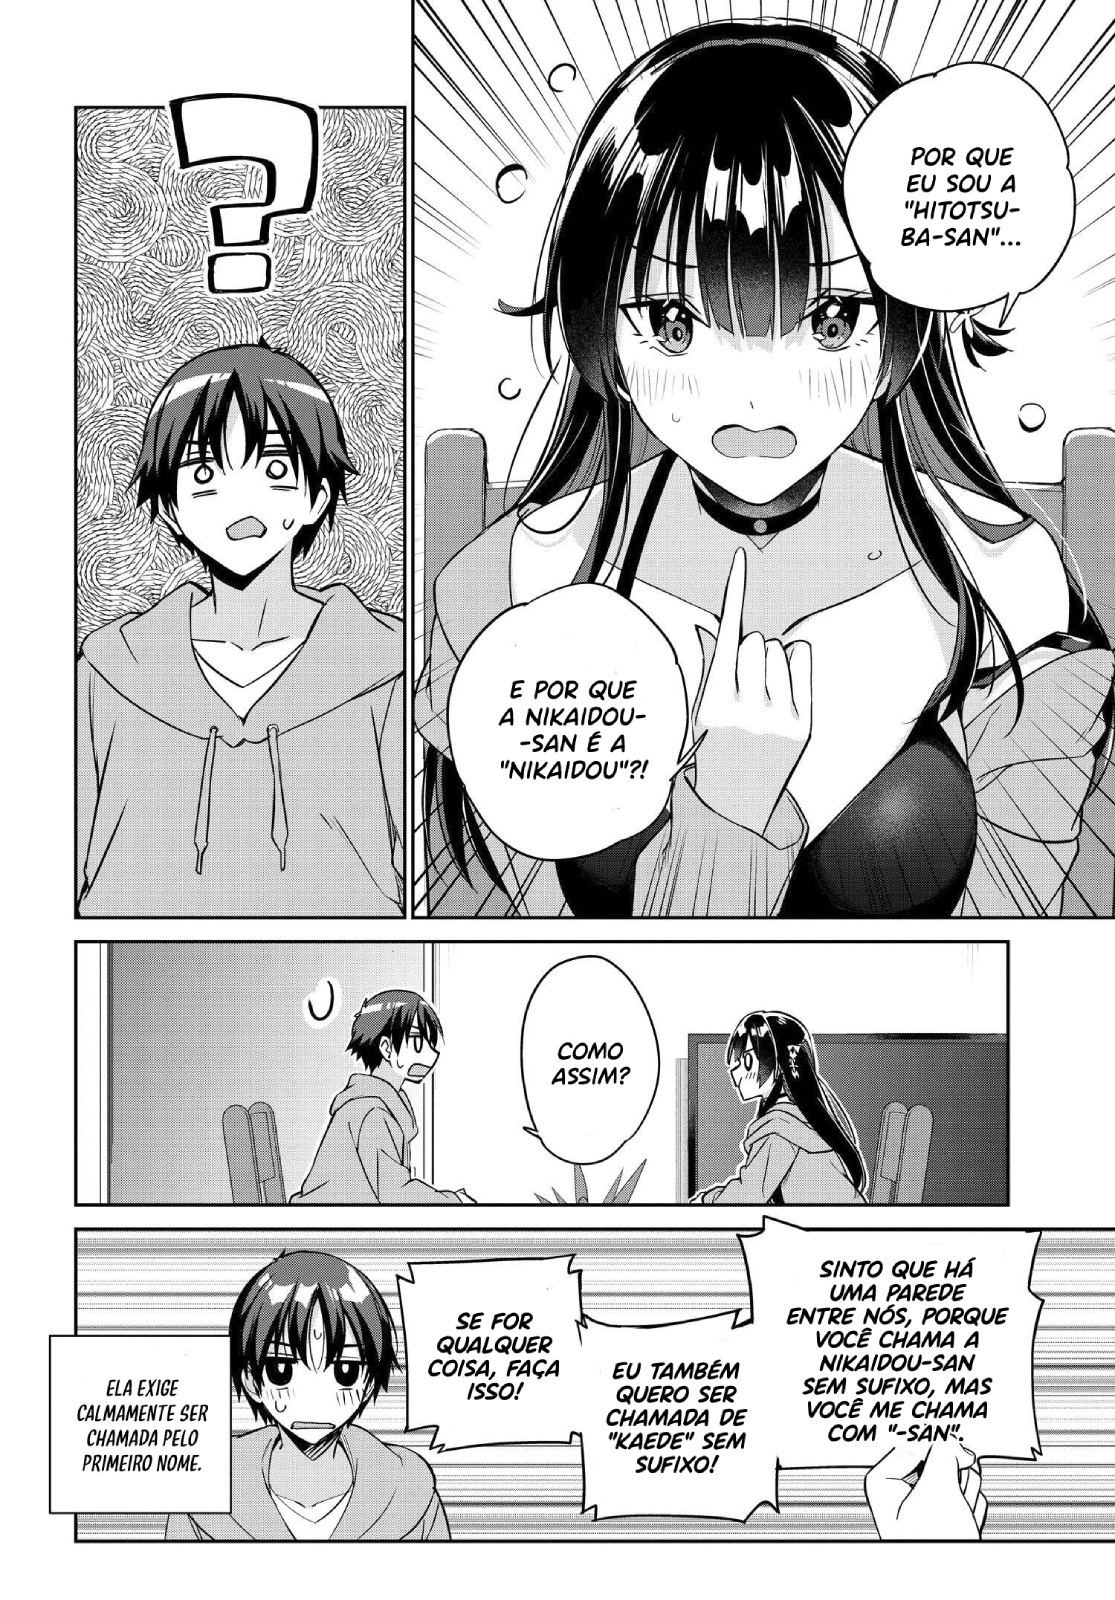 POR QUE
EU SOU A
"HITOTSU-
BA-SAN"...
E POR QUE
A NIKAIDOU-
-SAN É A
"NIKAIDOU"?!
?
COMO
ASSIM?
SINTO QUE HÁ
UMA PAREDE
ENTRE NÓS, PORQUE
VOCÊ CHAMA A
NIKAIDOU-SAN
SEM SUFIXO, MAS
VOCÊ ME CHAMA
COM "-SAN".
EU TAMBÉM
QUERO SER
CHAMADA DE
"KAEDE" SEM
SUFIXO!
SE FOR
QUALQUER
COISA, FAÇA
ISSO!
ELA EXIGE
CALMAMENTE SER
CHAMADA PELO
PRIMEIRO NOME.